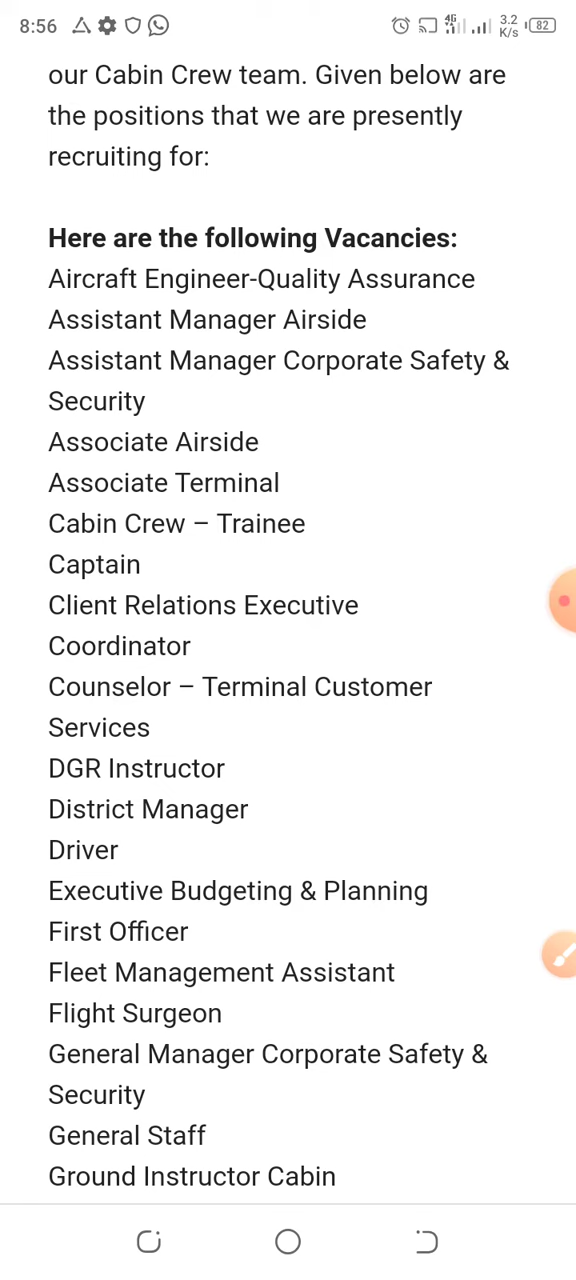 8:56
4G
3.2
K/s
82
our Cabin Crew team. Given below are
the positions that we are presently
recruiting for:
Here are the following Vacancies:
Aircraft Engineer-Quality Assurance
Assistant Manager Airside
Assistant Manager Corporate Safety &
Security
Associate Airside
Associate Terminal
Cabin Crew – Trainee
Captain
Client Relations Executive
Coordinator
Counselor – Terminal Customer
Services
DGR Instructor
District Manager
Driver
Executive Budgeting & Planning
First Officer
Fleet Management Assistant
Flight Surgeon
General Manager Corporate Safety &
Security
General Staff
Ground Instructor Cabin